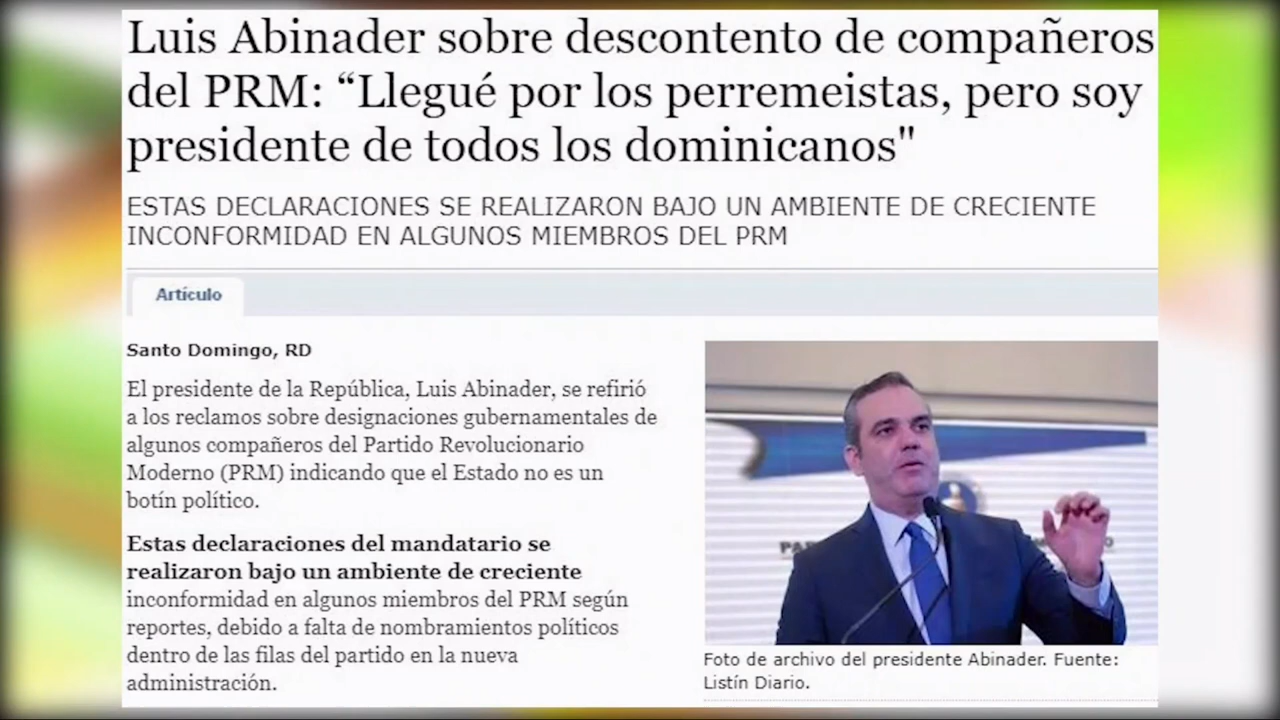 Luis Abinader sobre descontento de compañeros
del PRM: “Llegué por los perremeistas, pero soy
presidente de todos los dominicanos"
ESTAS DECLARACIONES SE REALIZARON BAJO UN AMBIENTE DE CRECIENTE
INCONFORMIDAD EN ALGUNOS MIEMBROS DEL PRM
Artículo
Santo Domingo, RD
El presidente de la República, Luis Abinader, se refirió
a los reclamos sobre designaciones gubernamentales de
algunos compañeros del Partido Revolucionario
Moderno (PRM) indicando que el Estado no es un
botín político.
Estas declaraciones del mandatario se
realizaron bajo un ambiente de creciente
inconformidad en algunos miembros del PRM según
reportes, debido a falta de nombramientos políticos
dentro de las filas del partido en la nueva
administración.
Foto de archivo del presidente Abinader. Fuente:
Listín Diario.